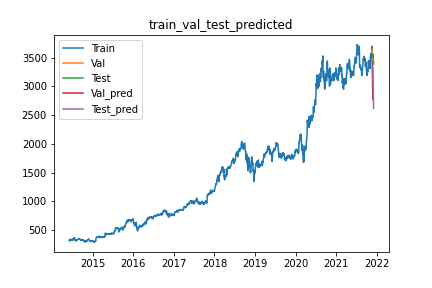 train_val_test_predicted
Train
Val
Test
Val_pred
Test_pred
3500
3000
2500
2000
1500
1000
500
2015 2016 2017 2018 2019 2020 2021 2022